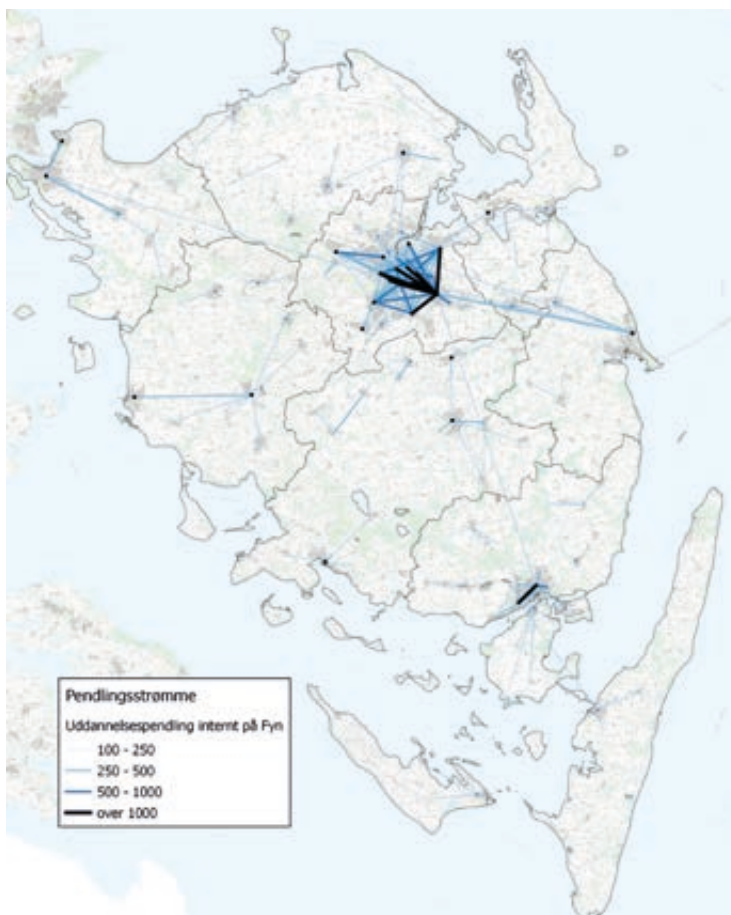 Pendlingsstrømme
Uddannelsespendling internt på Fyn
100 - 250
250 - 500
500 - 1000
over 1000